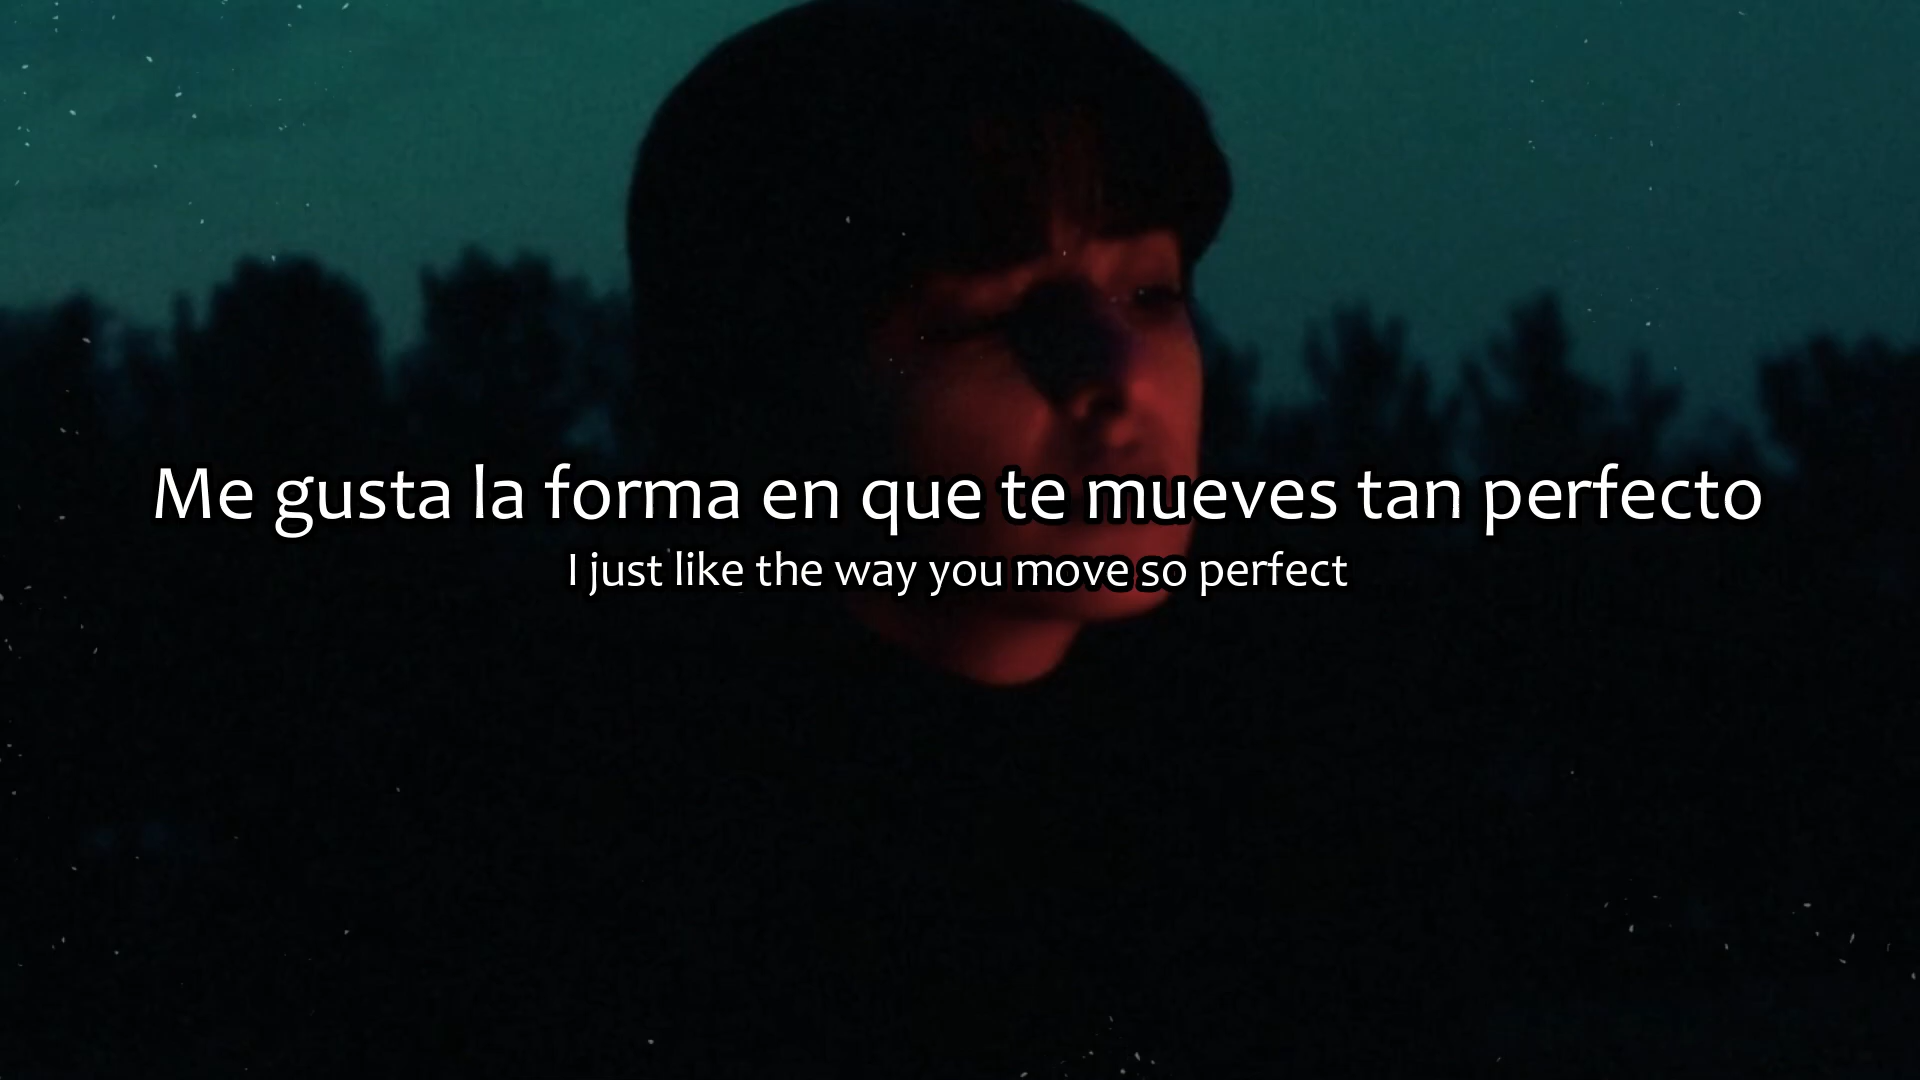 Me gusta la forma en que te mueves tan perfecto
I just like the way you move so perfect